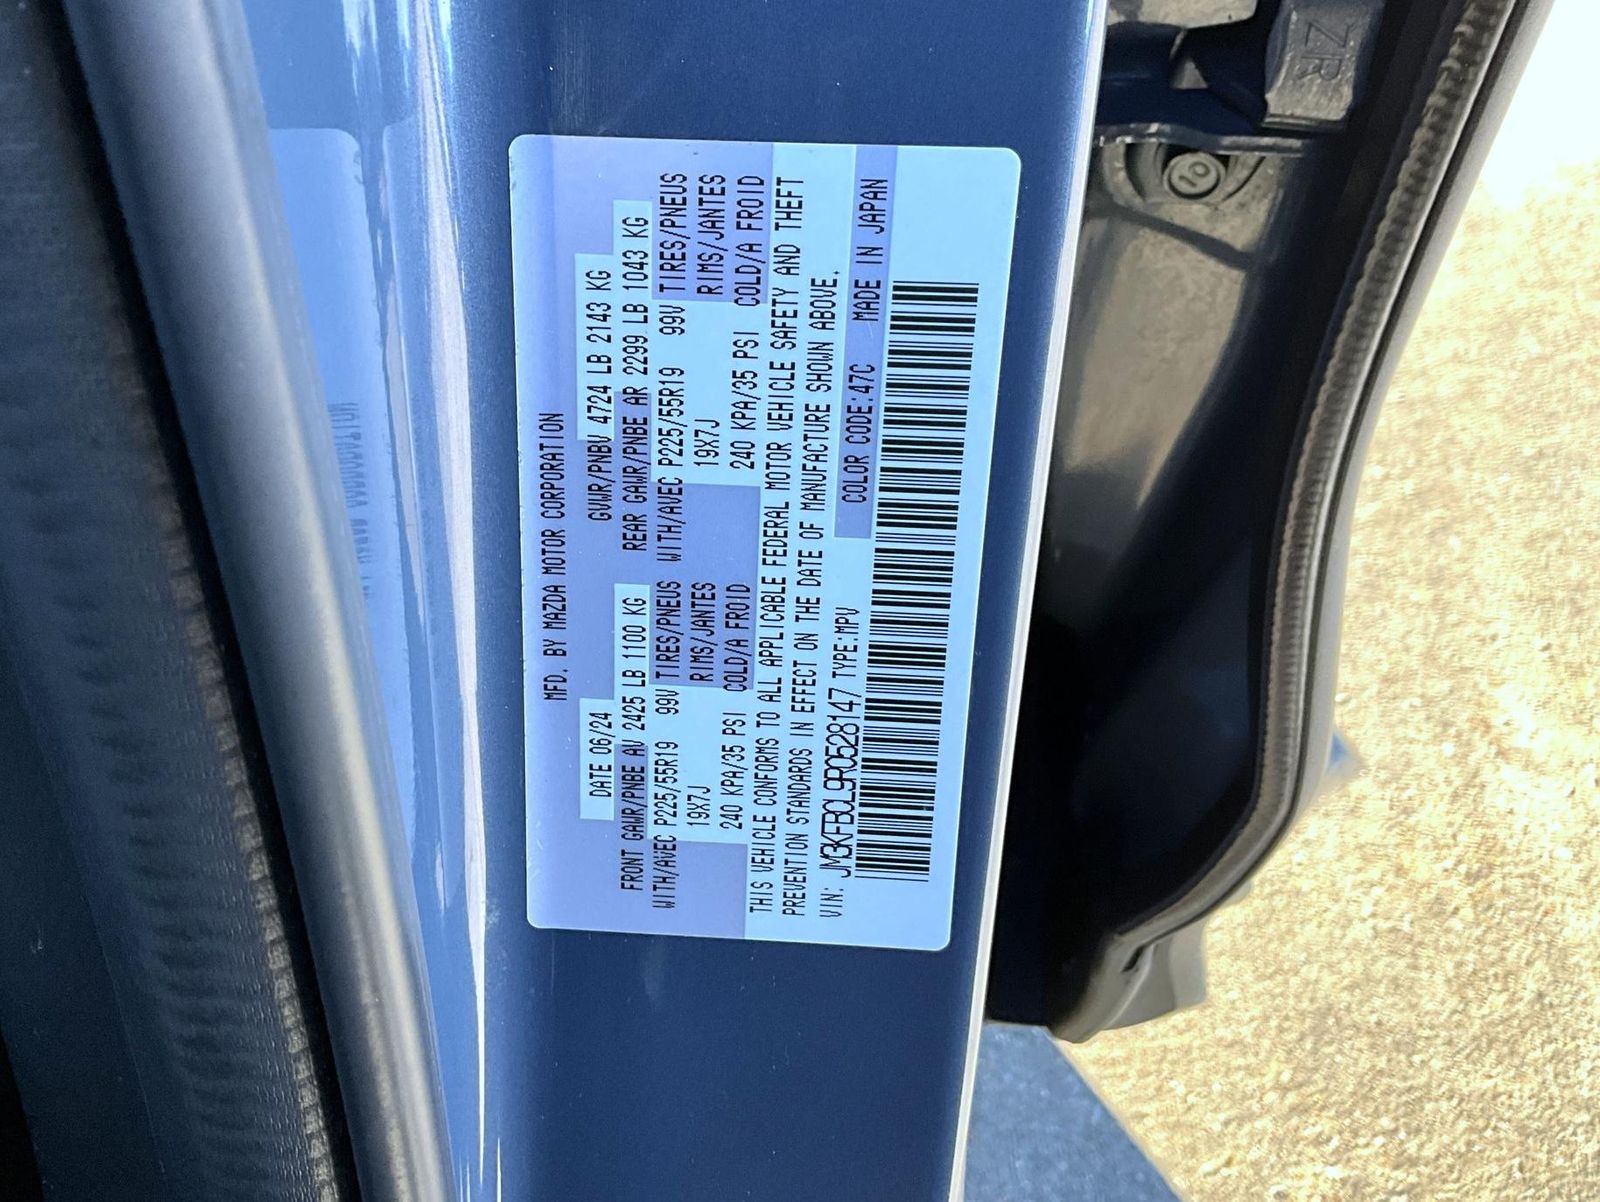 MFD. BY MAZDA MOTOR CORPORATION
DATE 06/24 GVWR/PNBV 4724 LB 2143 KG
FRONT GAWR/PNBE AV 2425 LB 1100 KG REAR GAWR/PNBE AR 2299 LB 1043 KG
WITH/AVEC P225/55R19 99V TIRES/PNEUS WITH/AVEC P225/55R19 99V TIRES/PNEUS
19X7J RIMS/JANTES 19X7J RIMS/JANTES
240 KPA/35 PSI COLD/A FROID 240 KPA/35 PSI COLD/A FROID
THIS VEHICLE CONFORMS TO ALL APPLICABLE FEDERAL MOTOR VEHICLE SAFETY AND THEFT
PREVENTION STANDARDS IN EFFECT ON THE DATE OF MANUFACTURE SHOWN ABOVE.
VIN: JM3KFBCL9R0528147 TYPE:MPV COLOR CODE:47C MADE IN JAPAN
ZR
10